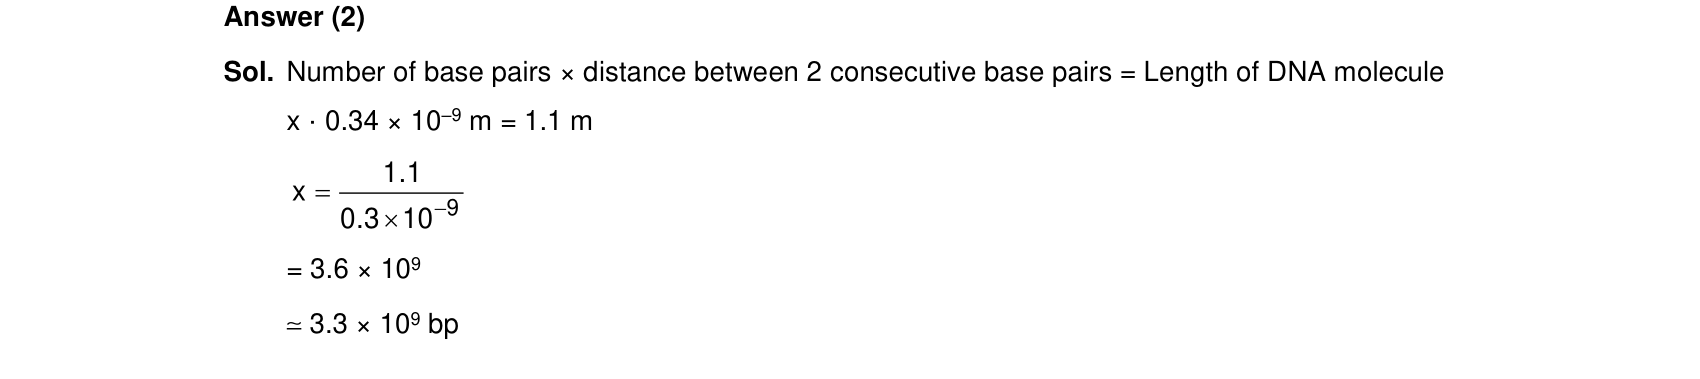 Answer (2)
Sol. Number of base pairs × distance between 2 consecutive base pairs = Length of DNA molecule
x · 0.34 × 10⁻⁹ m = 1.1 m
x = 1.1 / 0.3×10⁻⁹
= 3.6 × 10⁹
≃ 3.3 × 10⁹ bp